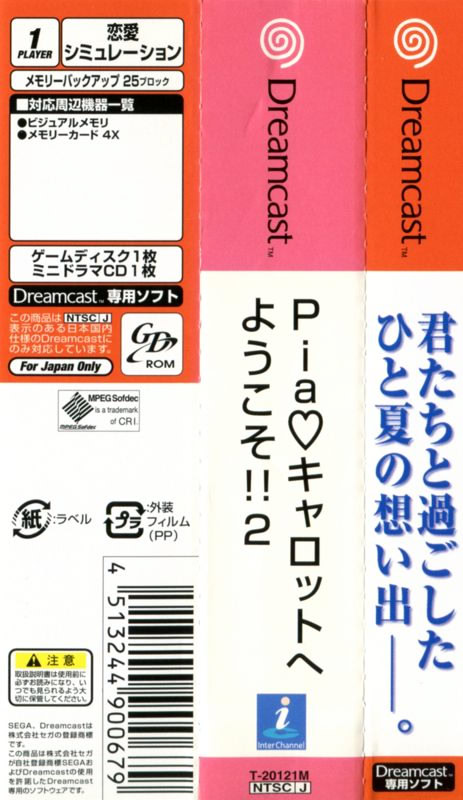 1
PLAYER
恋愛
シミュレーション
メモリーバックアップ 25ブロック
■対応周辺機器一覧
●ビジュアルメモリ
●メモリーカード 4X
ゲームディスク1枚
ミニドラマCD1枚
Dreamcast™ 専用ソフト
この商品は NTSC J
表示のある日本国内
仕様のDreamcastに
のみ対応しています。
For Japan Only
GD-ROM
MPEG Sofdec
is a trademark
of CRI.
MPEG Sofdec
紙:ラベル
プラ:外装
フィルム
(PP)
4 513244 900679
注意
取扱説明書は使用前に
必ずお読みになり、い
つでも見られるよう大
切に保管してください。
SEGA、Dreamcastは
株式会社セガの登録商標
です。
この商品は株式会社セガ
が自社登録商標SEGAお
よびDreamcastの使用
を許諾したDreamcast
専用のソフトウェアです。
Dreamcast™
Pia♡キャロットへ
ようこそ!!2
i
InterChannel
T-20121M
NTSC J
Dreamcast™
君たちと過ごした
ひと夏の想い出――。
Dreamcast™
専用ソフト